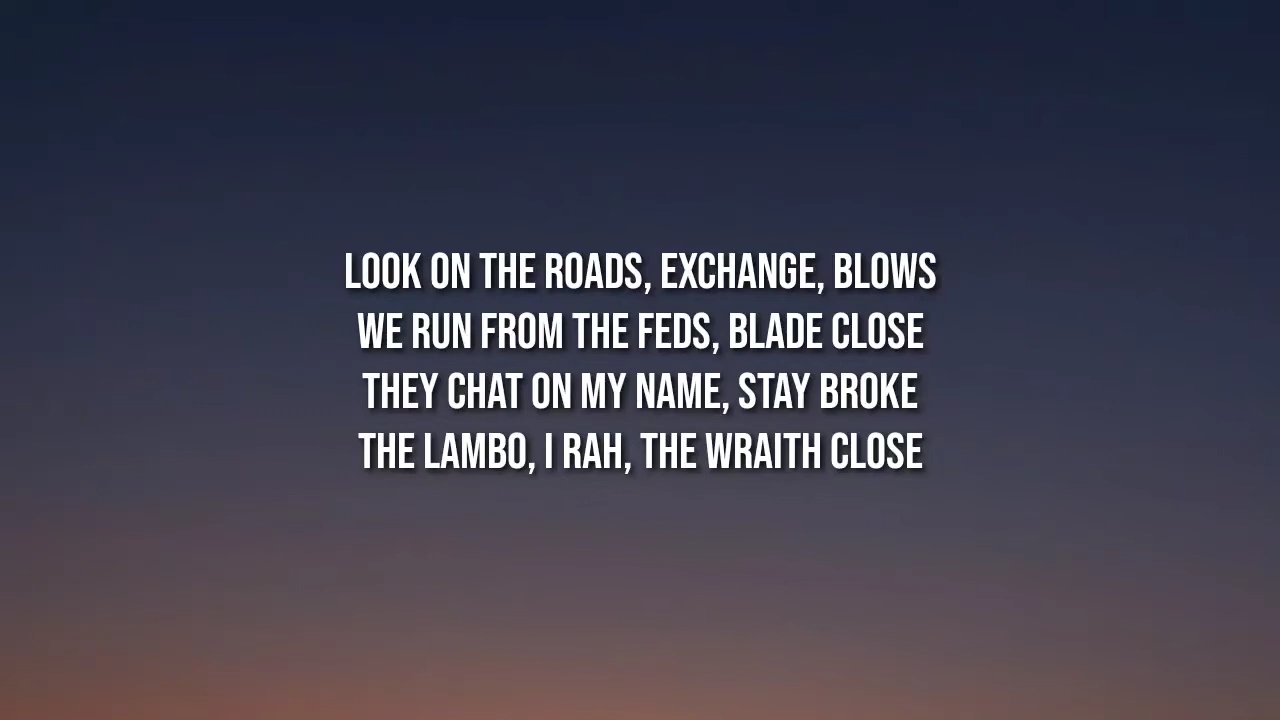 LOOK ON THE ROADS, EXCHANGE, BLOWS
WE RUN FROM THE FEDS, BLADE CLOSE
THEY CHAT ON MY NAME, STAY BROKE
THE LAMBO, I RAH, THE WRAITH CLOSE